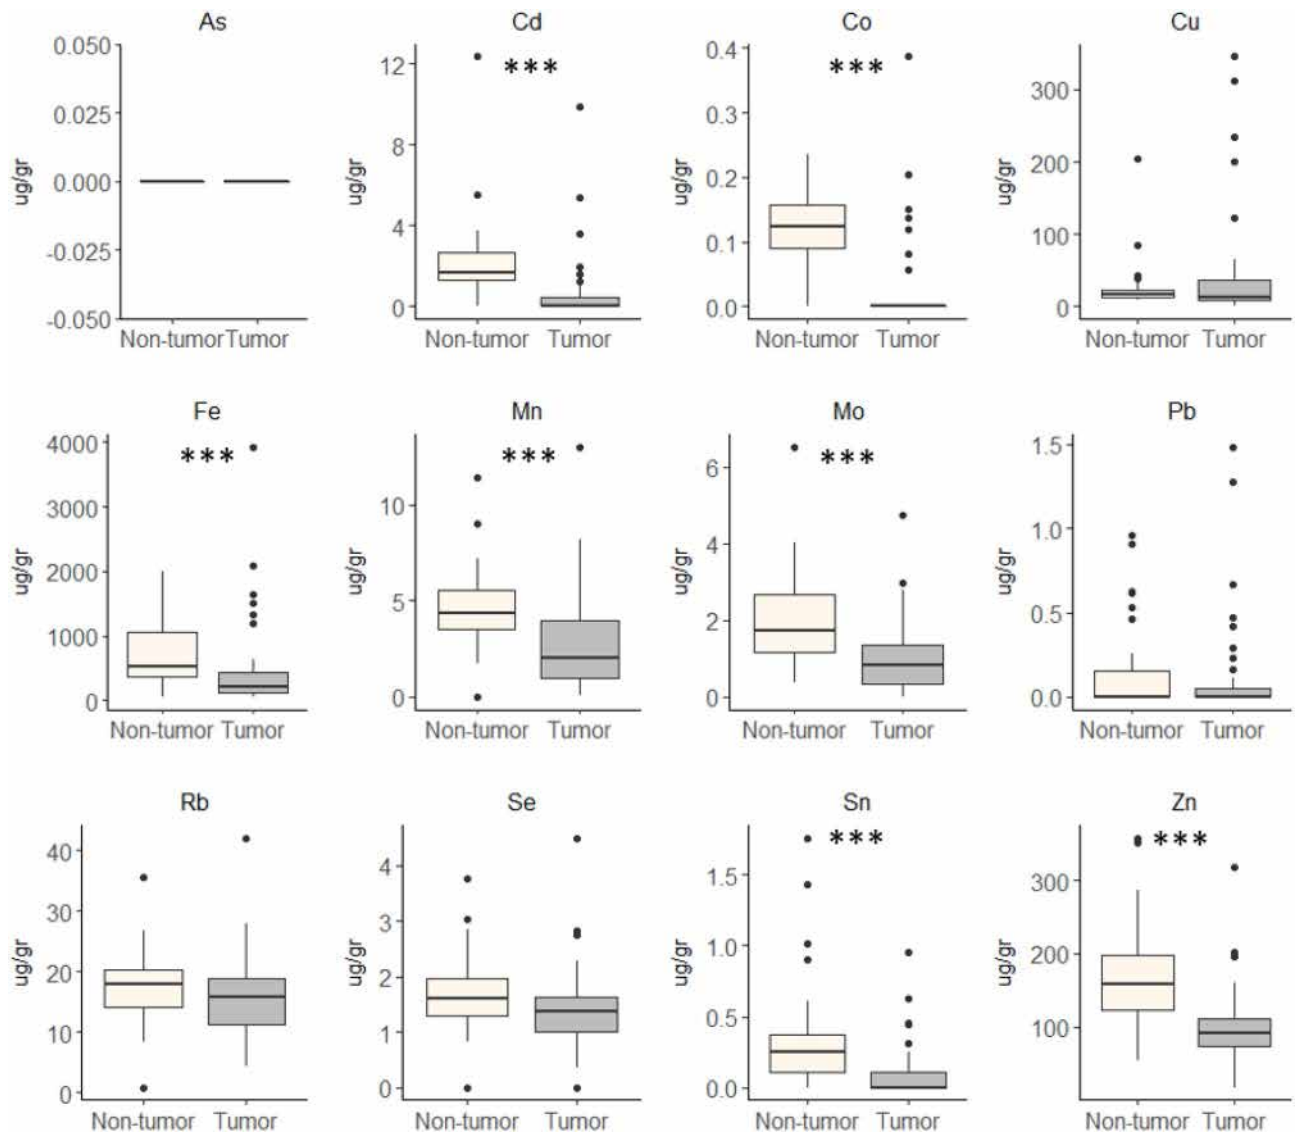 As Cd Co Cu
*** ***
0.050 12 0.4 300
0.025 8 0.3 200
0.000 4 0.2 100
-0.025 0 0.1 0
-0.050 0.0
ug/gr ug/gr ug/gr ug/gr
Non-tumor Tumor Non-tumor Tumor Non-tumor Tumor Non-tumor Tumor
Fe Mn Mo Pb
*** *** ***
4000 10 6 1.5
3000 5 4 1.0
2000 0 2 0.5
1000 0 0.0
0
ug/gr ug/gr ug/gr ug/gr
Non-tumor Tumor Non-tumor Tumor Non-tumor Tumor Non-tumor Tumor
Rb Se Sn Zn
*** ***
40 4 1.5 300
30 3 1.0 200
20 2 0.5 100
10 1 0.0
0 0
ug/gr ug/gr ug/gr ug/gr
Non-tumor Tumor Non-tumor Tumor Non-tumor Tumor Non-tumor Tumor